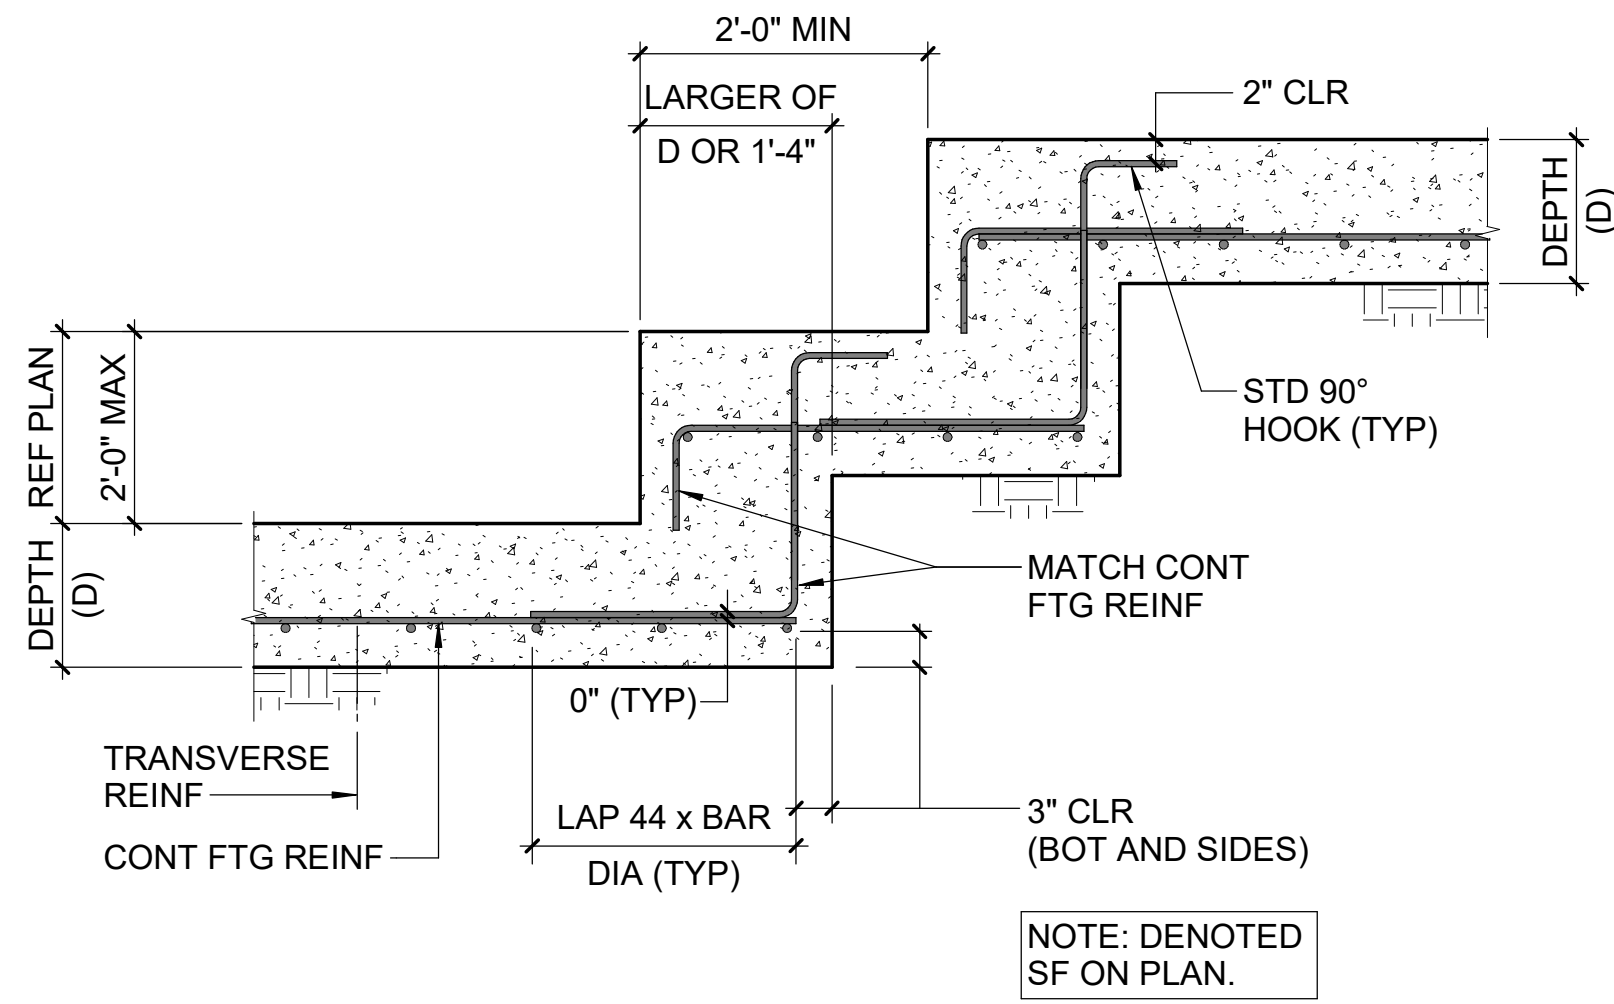 2'-0" MIN
LARGER OF
D OR 1'-4"
2" CLR
DEPTH
(D)
REF PLAN
2'-0" MAX
STD 90°
HOOK (TYP)
DEPTH
(D)
MATCH CONT
FTG REINF
0" (TYP)
TRANSVERSE
REINF
CONT FTG REINF
LAP 44 x BAR
DIA (TYP)
3" CLR
(BOT AND SIDES)
NOTE: DENOTED
SF ON PLAN.